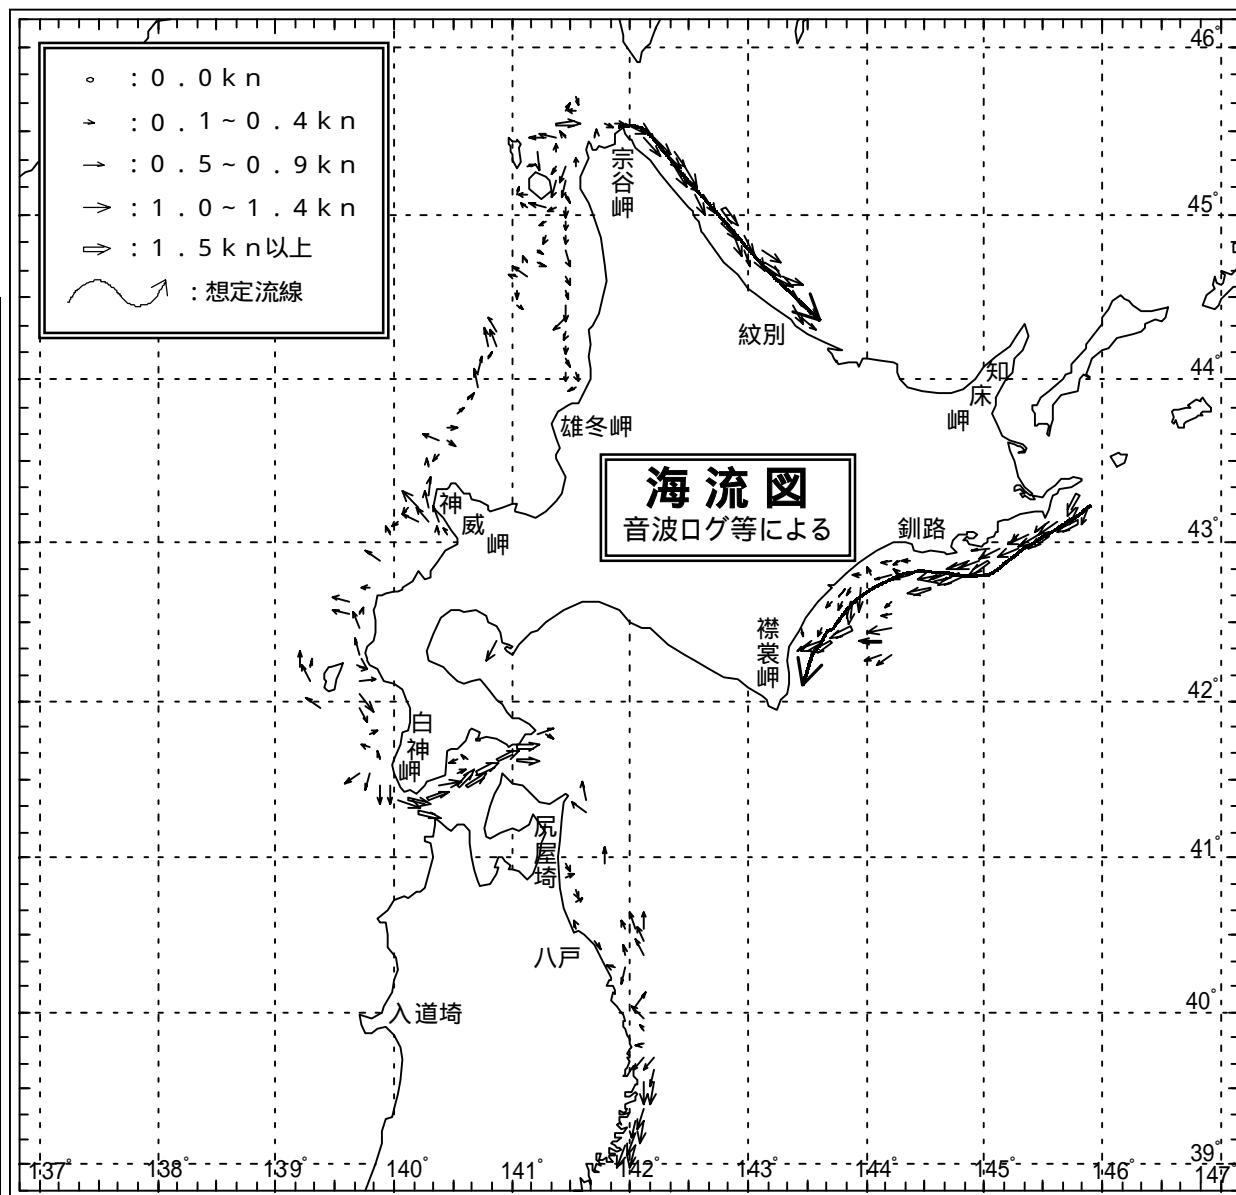 :0.0kn
:0.1~0.4kn
:0.5~0.9kn
:1.0~1.4kn
:1.5kn以上
:想定流線
46°
宗谷岬
45°
紋別
44°
知床岬
雄冬岬
海流図
音波ログ等による
神威岬
釧路
43°
襟裳岬
42°
白神岬
尻屋埼
41°
八戸
入道埼
40°
39°
137°
138°
139°
140°
141°
142°
143°
144°
145°
146°
147°